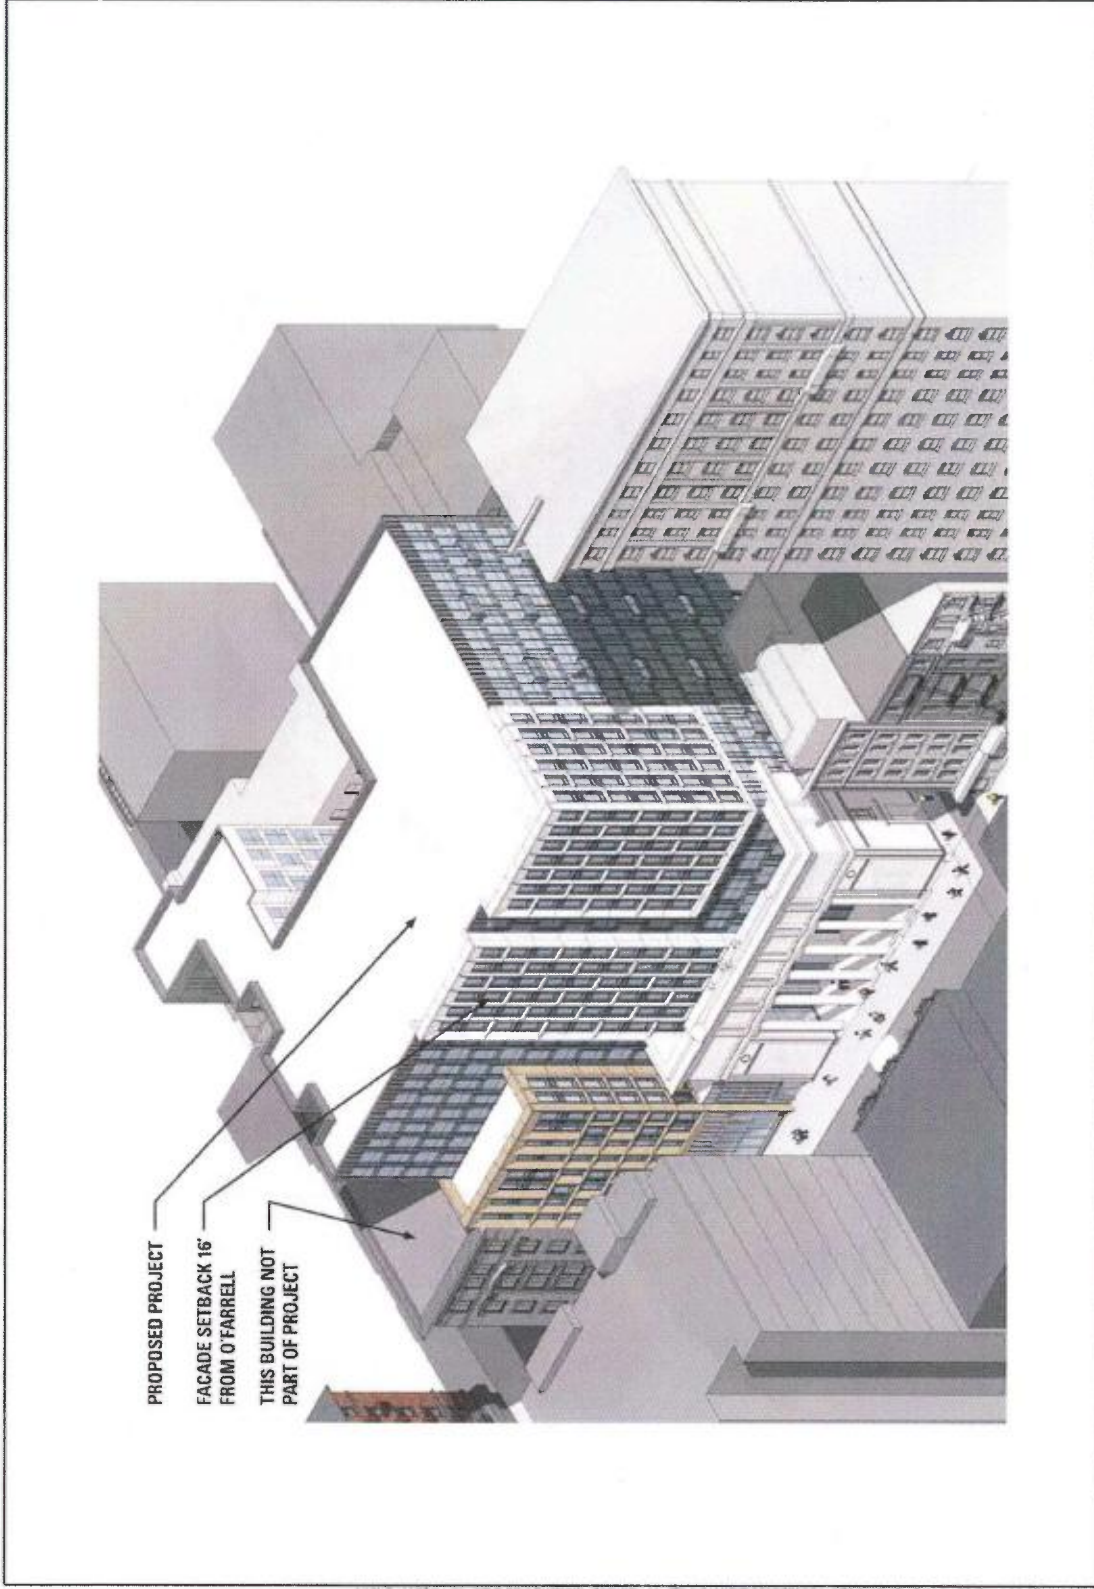 PROPOSED PROJECT
FACADE SETBACK 16'
FROM O'FARRELL
THIS BUILDING NOT
PART OF PROJECT